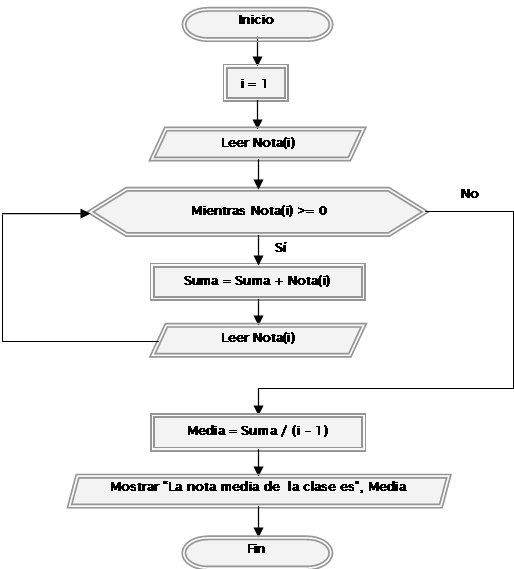 Inicio
i = 1
Leer Nota(i)
Mientras Nota(i) >= 0
No
Sí
Suma = Suma + Nota(i)
Leer Nota(i)
Media = Suma / (i - 1)
Mostrar "La nota media de la clase es", Media
Fin